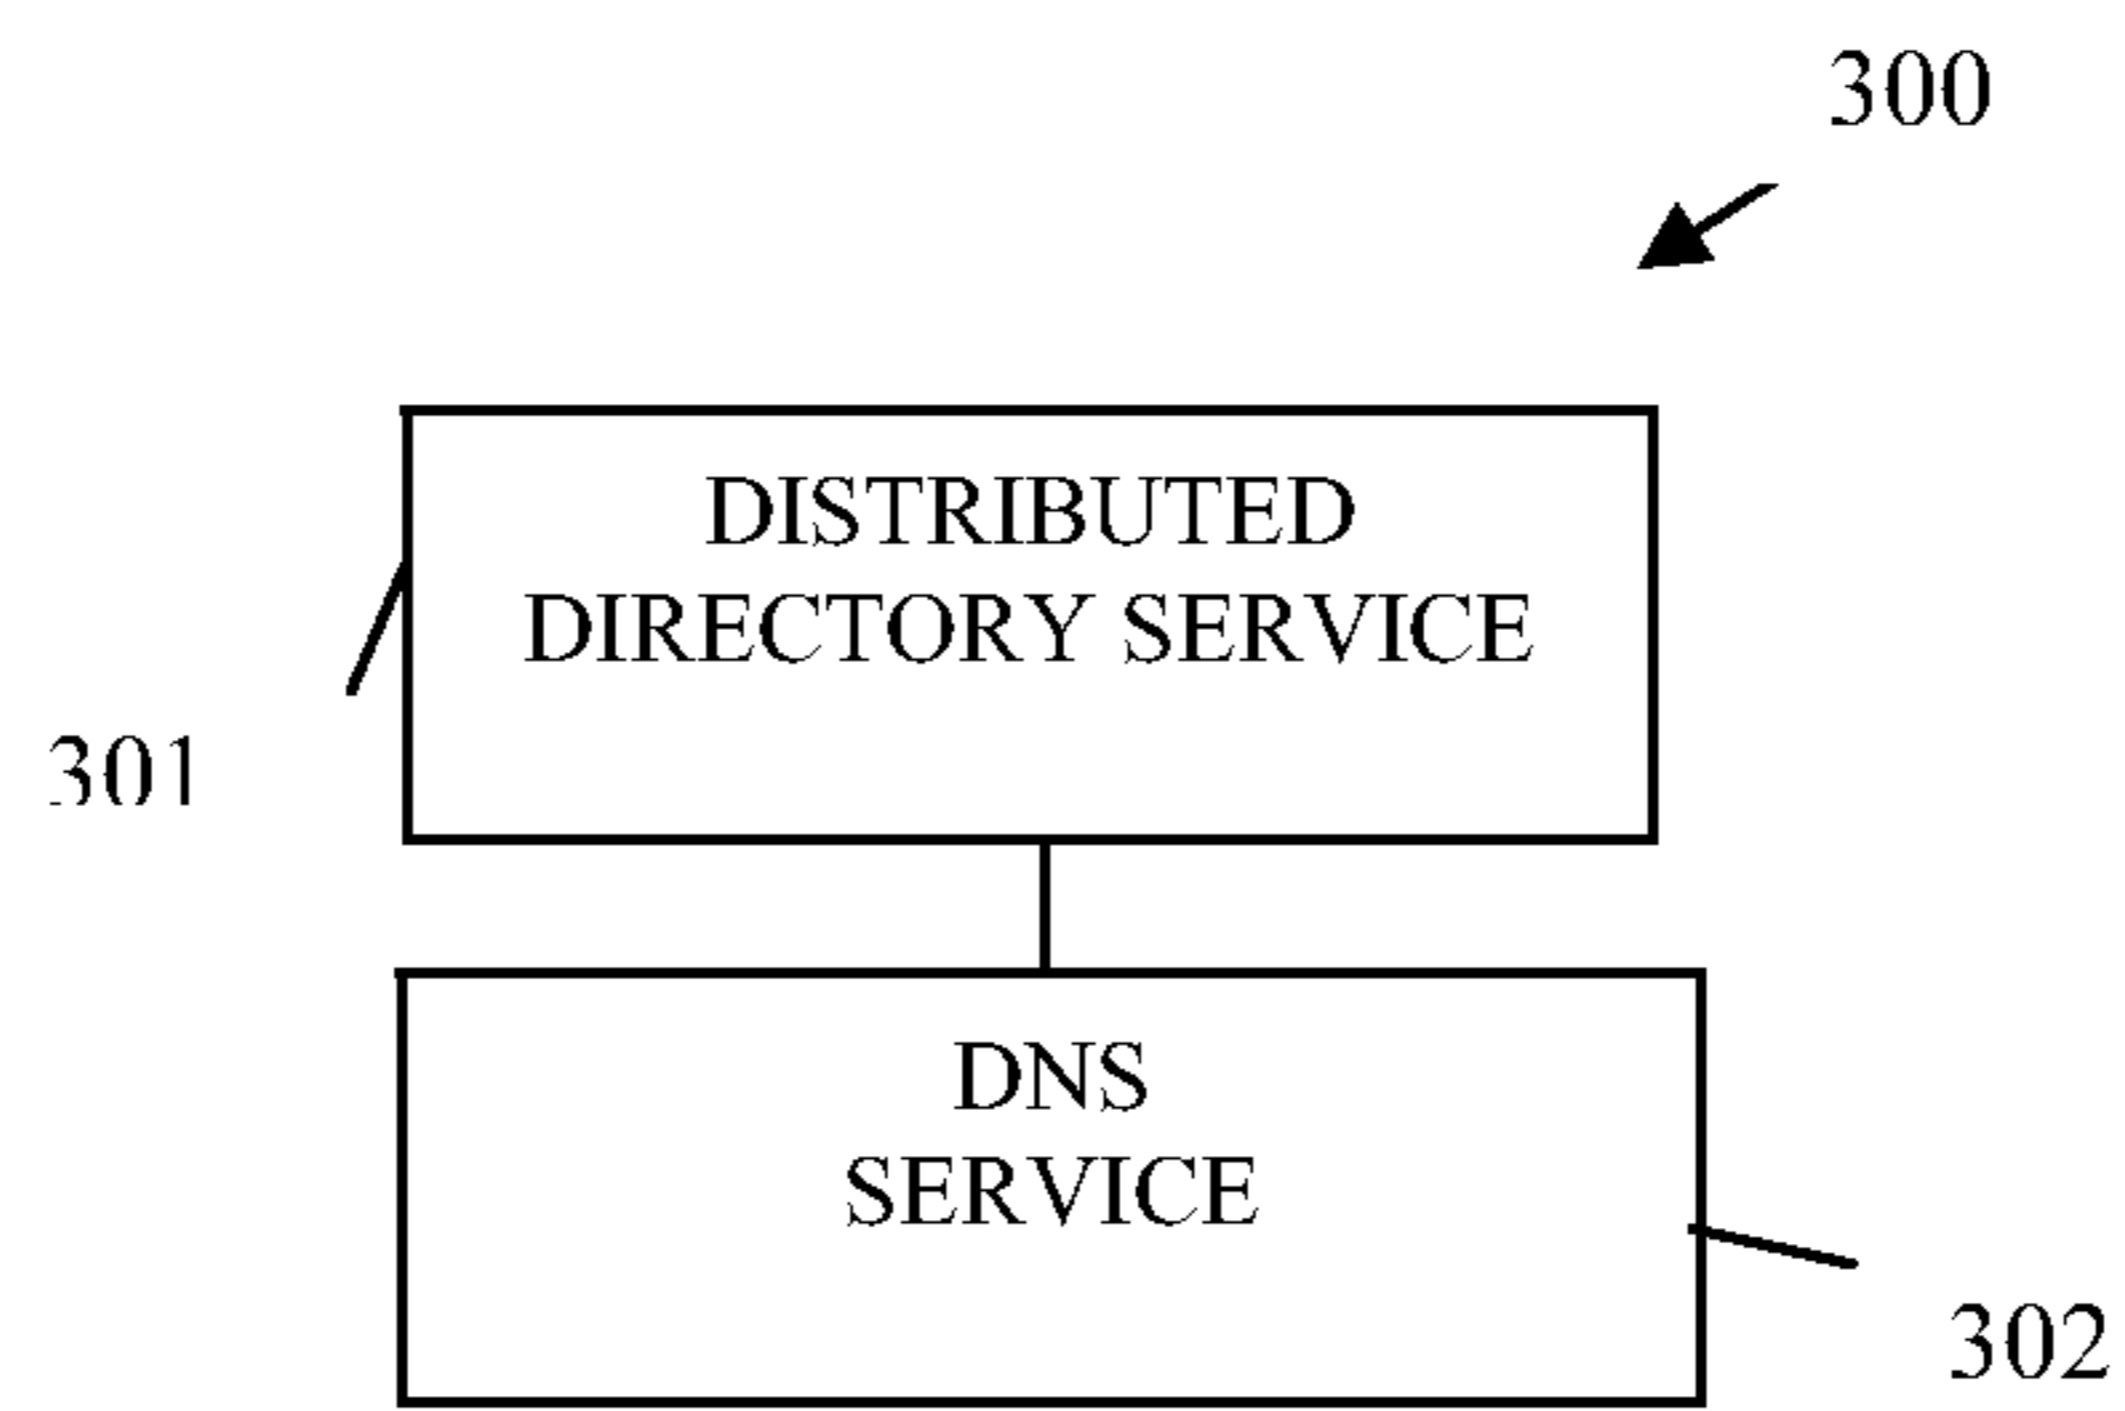 300
DISTRIBUTED
DIRECTORY SERVICE
301
DNS
SERVICE
302